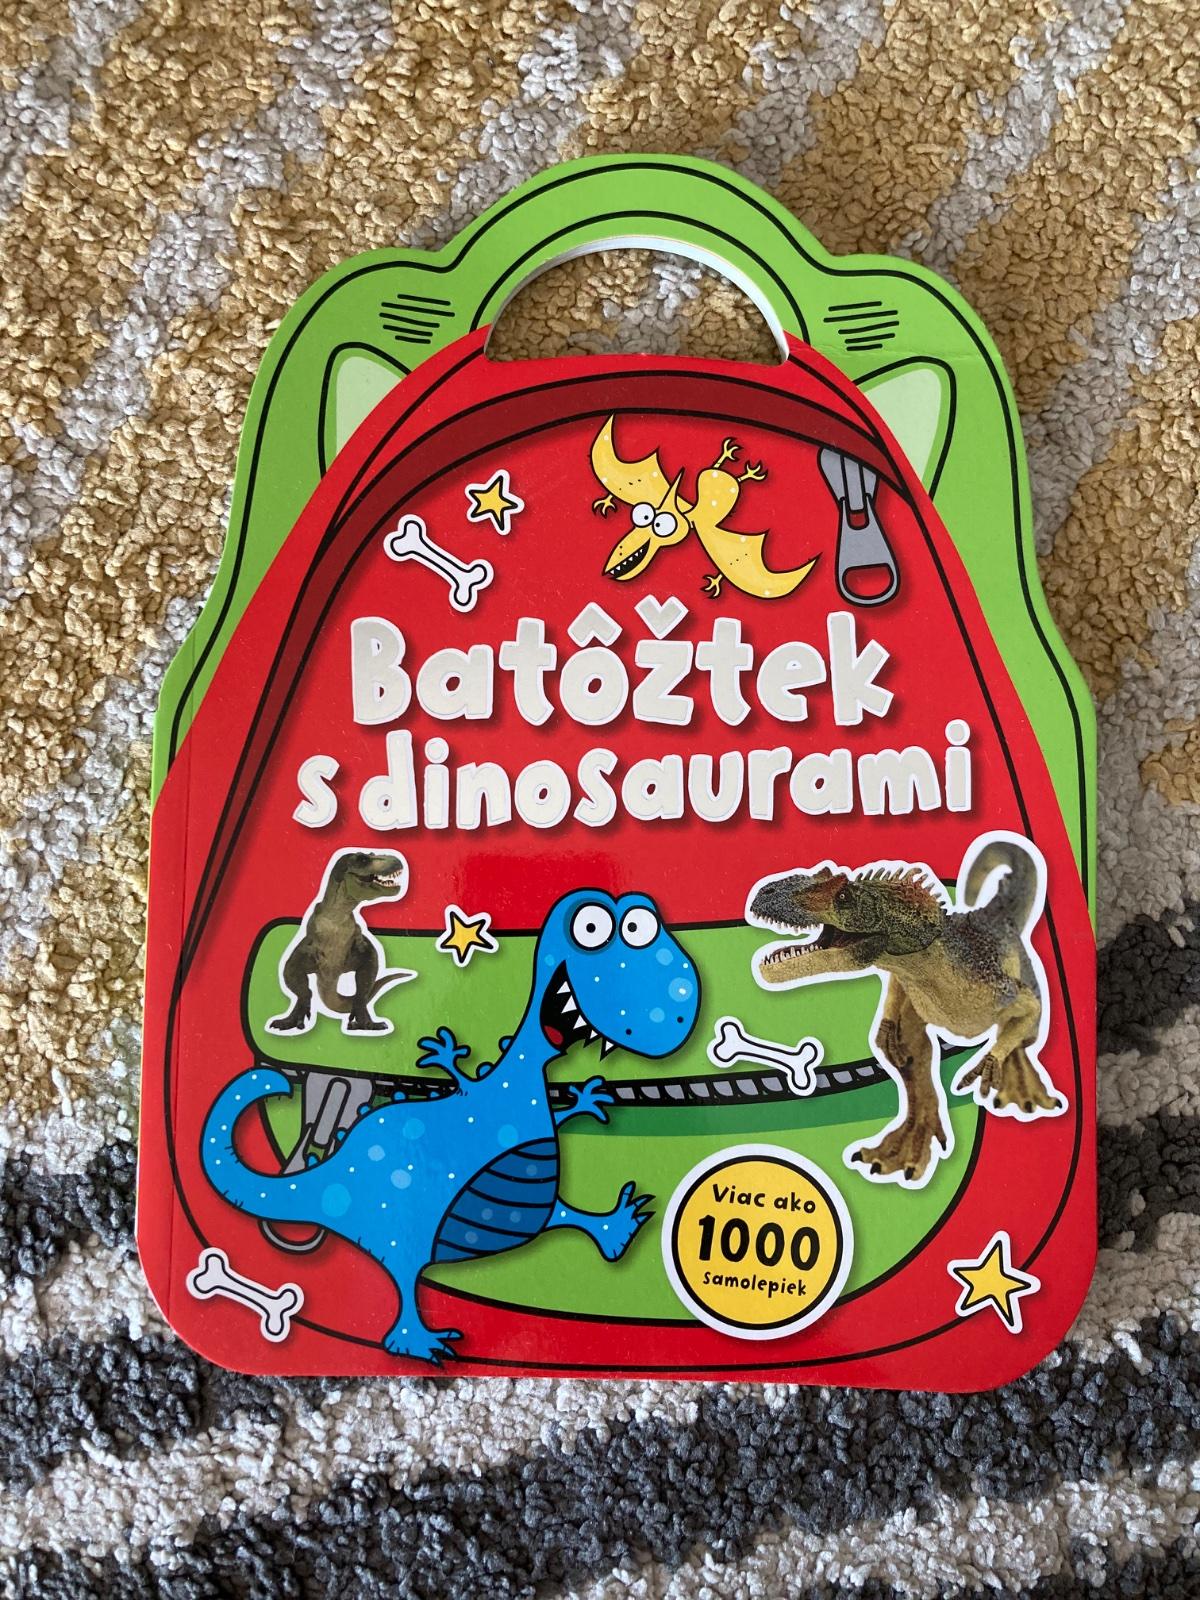 Batôžtek
s dinosaurami
Viac ako
1000
samolepiek